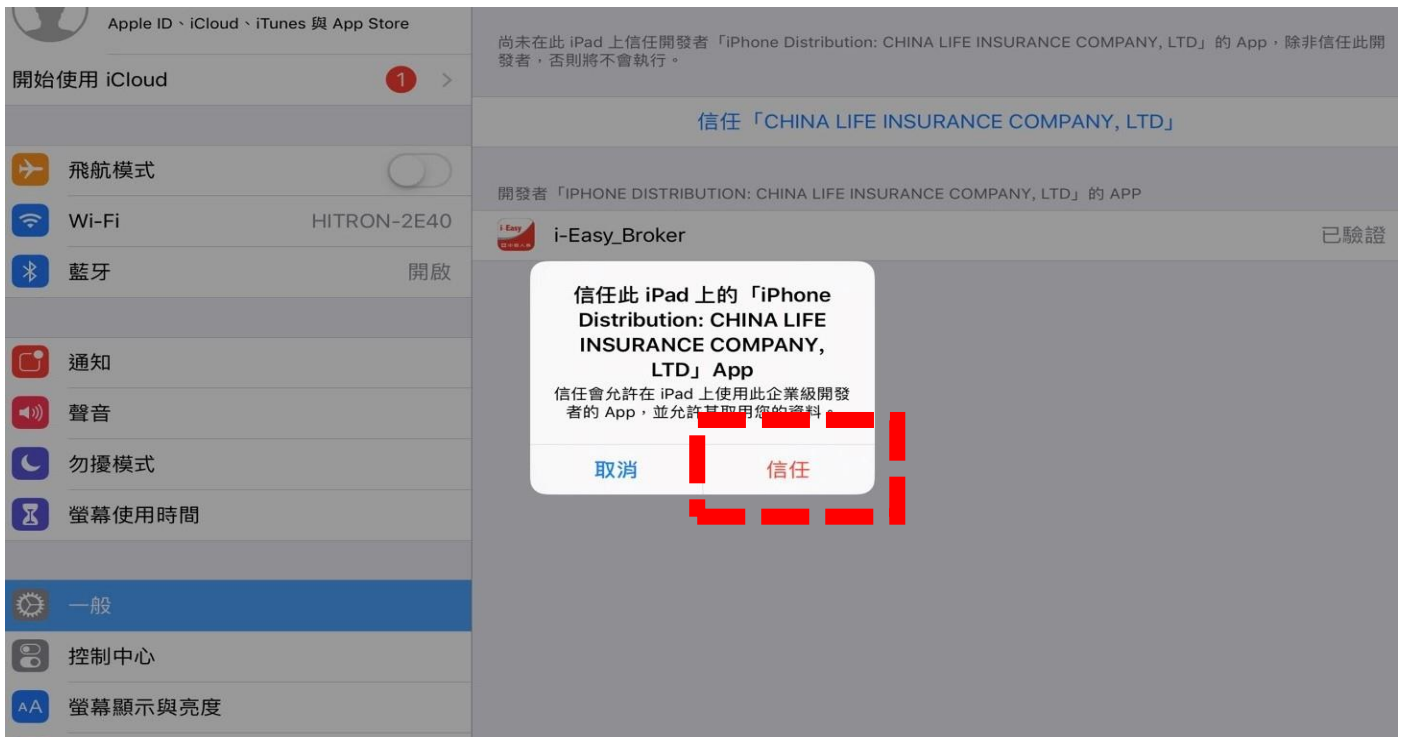 Apple ID、iCloud、iTunes 與 App Store
開始使用 iCloud
1
飛航模式
Wi-Fi
HITRON-2E40
藍牙
開啟
通知
聲音
勿擾模式
螢幕使用時間
一般
控制中心
AA
螢幕顯示與亮度
尚未在此 iPad 上信任開發者「iPhone Distribution: CHINA LIFE INSURANCE COMPANY, LTD」的 App，除非信任此開
發者，否則將不會執行。
信任「CHINA LIFE INSURANCE COMPANY, LTD」
開發者「IPHONE DISTRIBUTION: CHINA LIFE INSURANCE COMPANY, LTD」的 APP
i-Easy
i-Easy_Broker
已驗證
信任此 iPad 上的「iPhone
Distribution: CHINA LIFE
INSURANCE COMPANY,
LTD」App
信任會允許在 iPad 上使用此企業級開發
者的 App，並允許其取用您的資料。
取消
信任